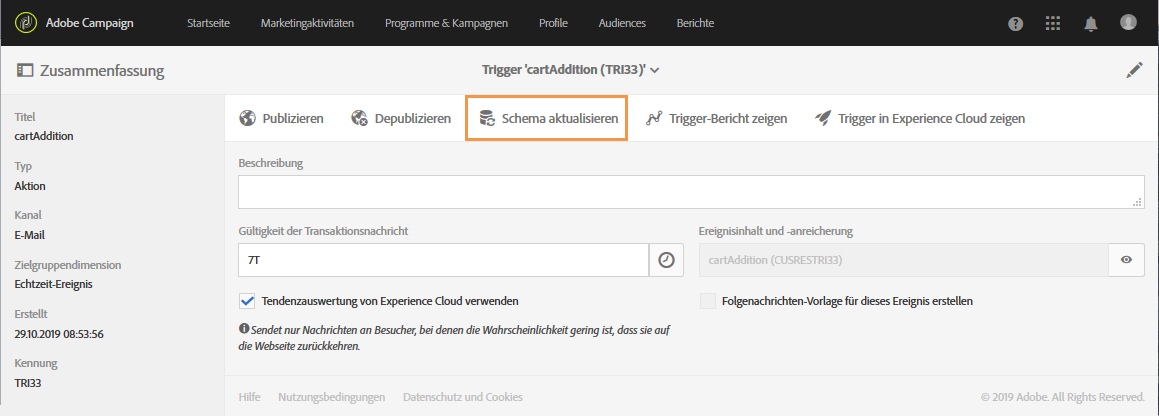 Adobe Campaign Startseite Marketingaktivitäten Programme & Kampagnen Profile Audiences Berichte
Zusammenfassung Trigger 'cartAddition (TRI33)'
Titel
cartAddition
Typ
Aktion
Kanal
E-Mail
Zielgruppendimension
Echtzeit-Ereignis
Erstellt
29.10.2019 08:53:56
Kennung
TRI33
Publizieren Depublizieren Schema aktualisieren Trigger-Bericht zeigen Trigger in Experience Cloud zeigen
Beschreibung
Gültigkeit der Transaktionsnachricht Ereignisinhalt und -anreicherung
7T cartAddition (CUSRESTRI33)
Tendenzauswertung von Experience Cloud verwenden Folgenachrichten-Vorlage für dieses Ereignis erstellen
Sendet nur Nachrichten an Besucher, bei denen die Wahrscheinlichkeit gering ist, dass sie auf
die Webseite zurückkehren.
Hilfe Nutzungsbedingungen Datenschutz und Cookies © 2019 Adobe. All Rights Reserved.